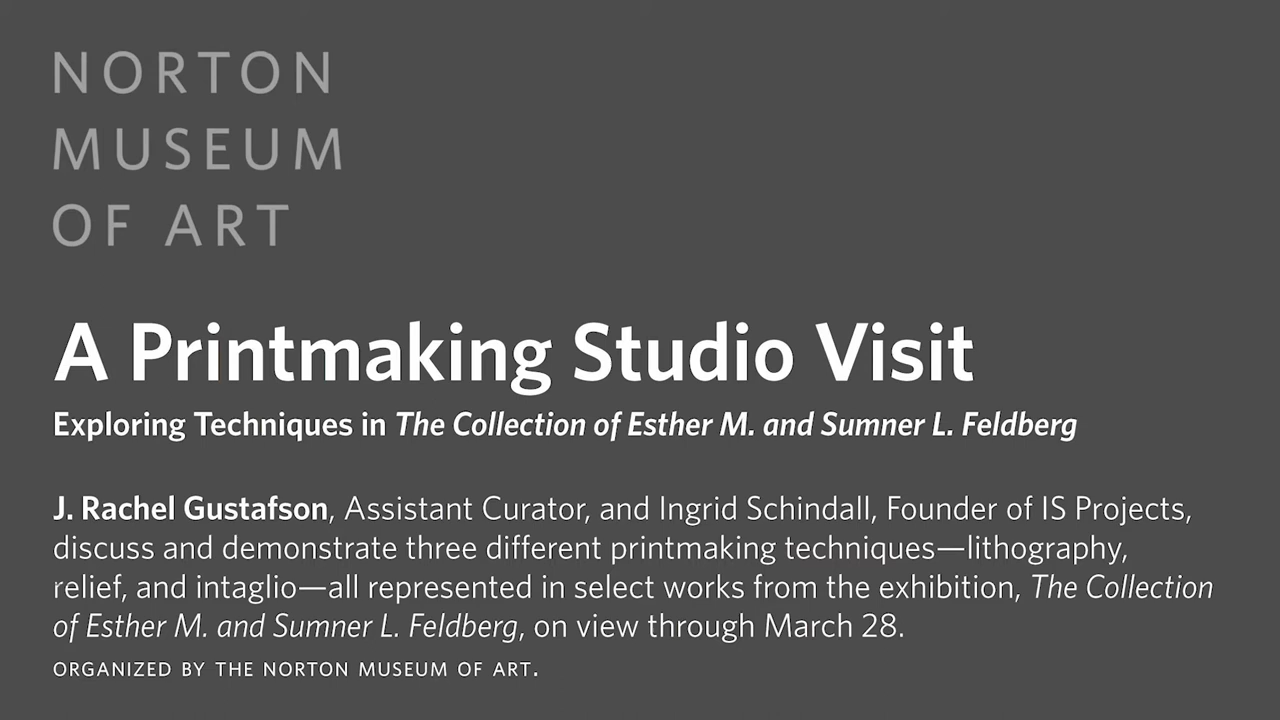 NORTON
MUSEUM
OF ART
A Printmaking Studio Visit
Exploring Techniques in The Collection of Esther M. and Sumner L. Feldberg
J. Rachel Gustafson, Assistant Curator, and Ingrid Schindall, Founder of IS Projects,
discuss and demonstrate three different printmaking techniques—lithography,
relief, and intaglio—all represented in select works from the exhibition, The Collection
of Esther M. and Sumner L. Feldberg, on view through March 28.
ORGANIZED BY THE NORTON MUSEUM OF ART.